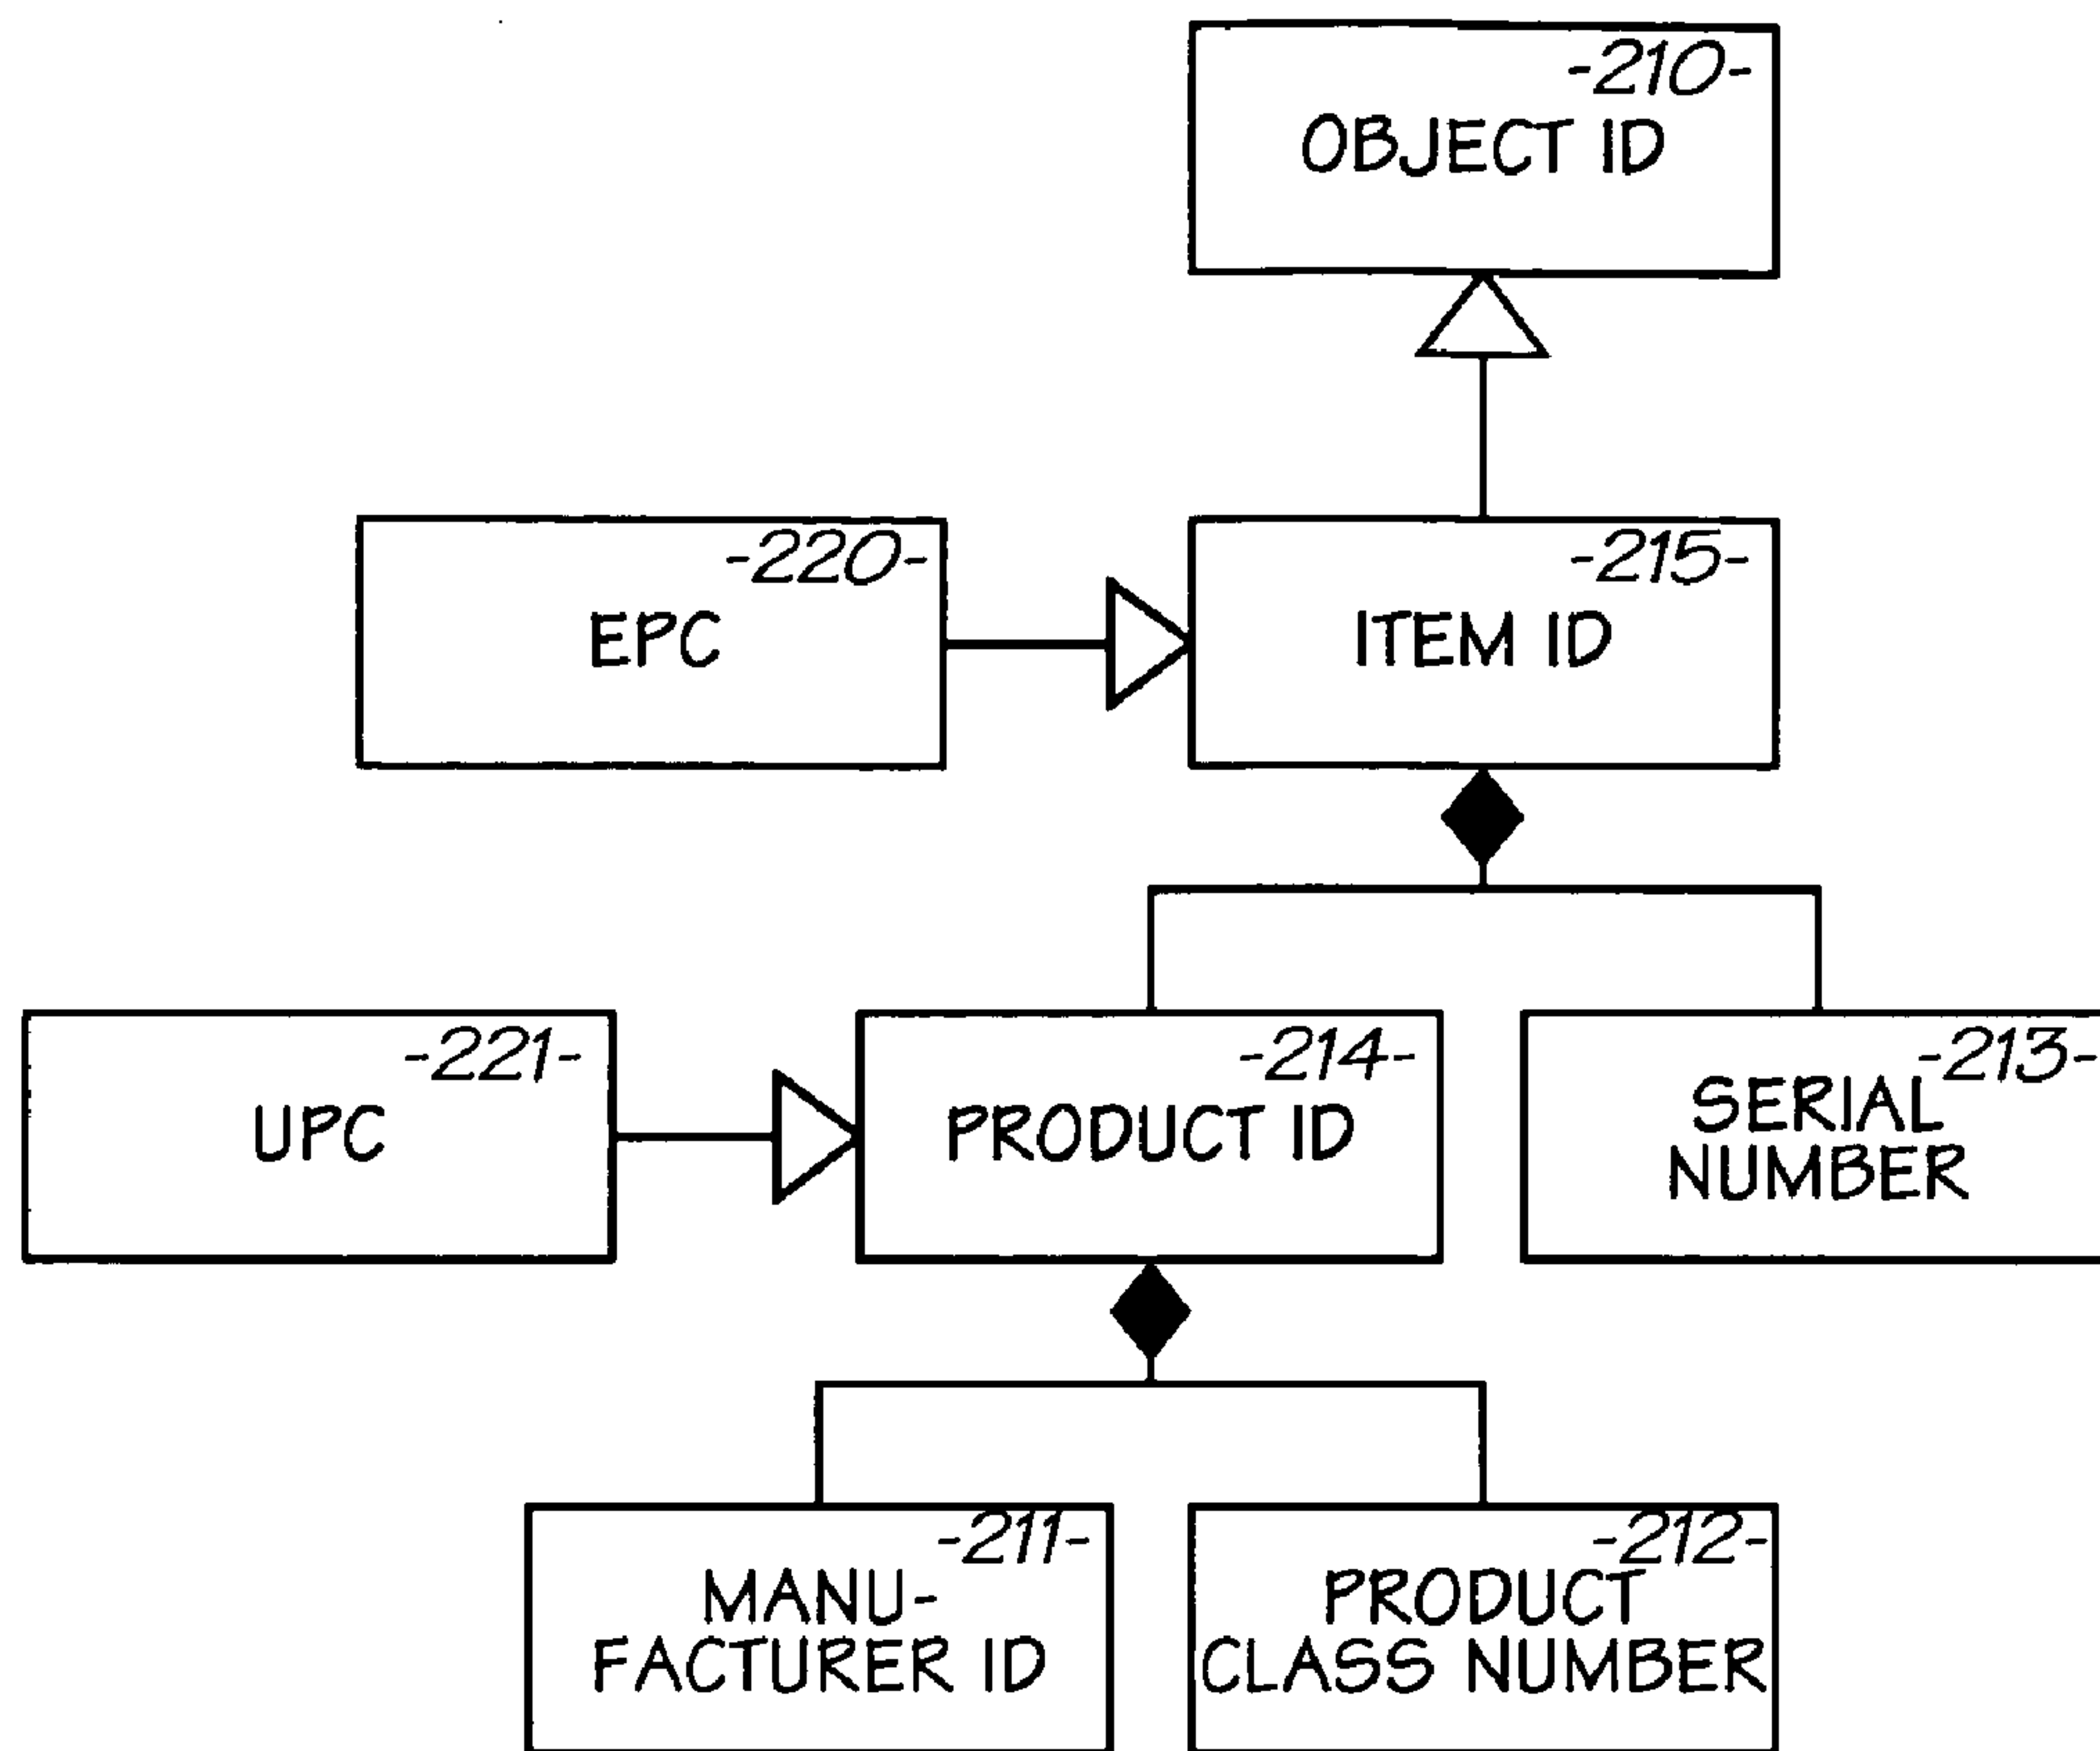 -210-
OBJECT ID
-220-
EPC
-215-
ITEM ID
-221-
UPC
-214-
PRODUCT ID
-213-
SERIAL
NUMBER
-211-
MANU-
FACTURER ID
-212-
PRODUCT
CLASS NUMBER